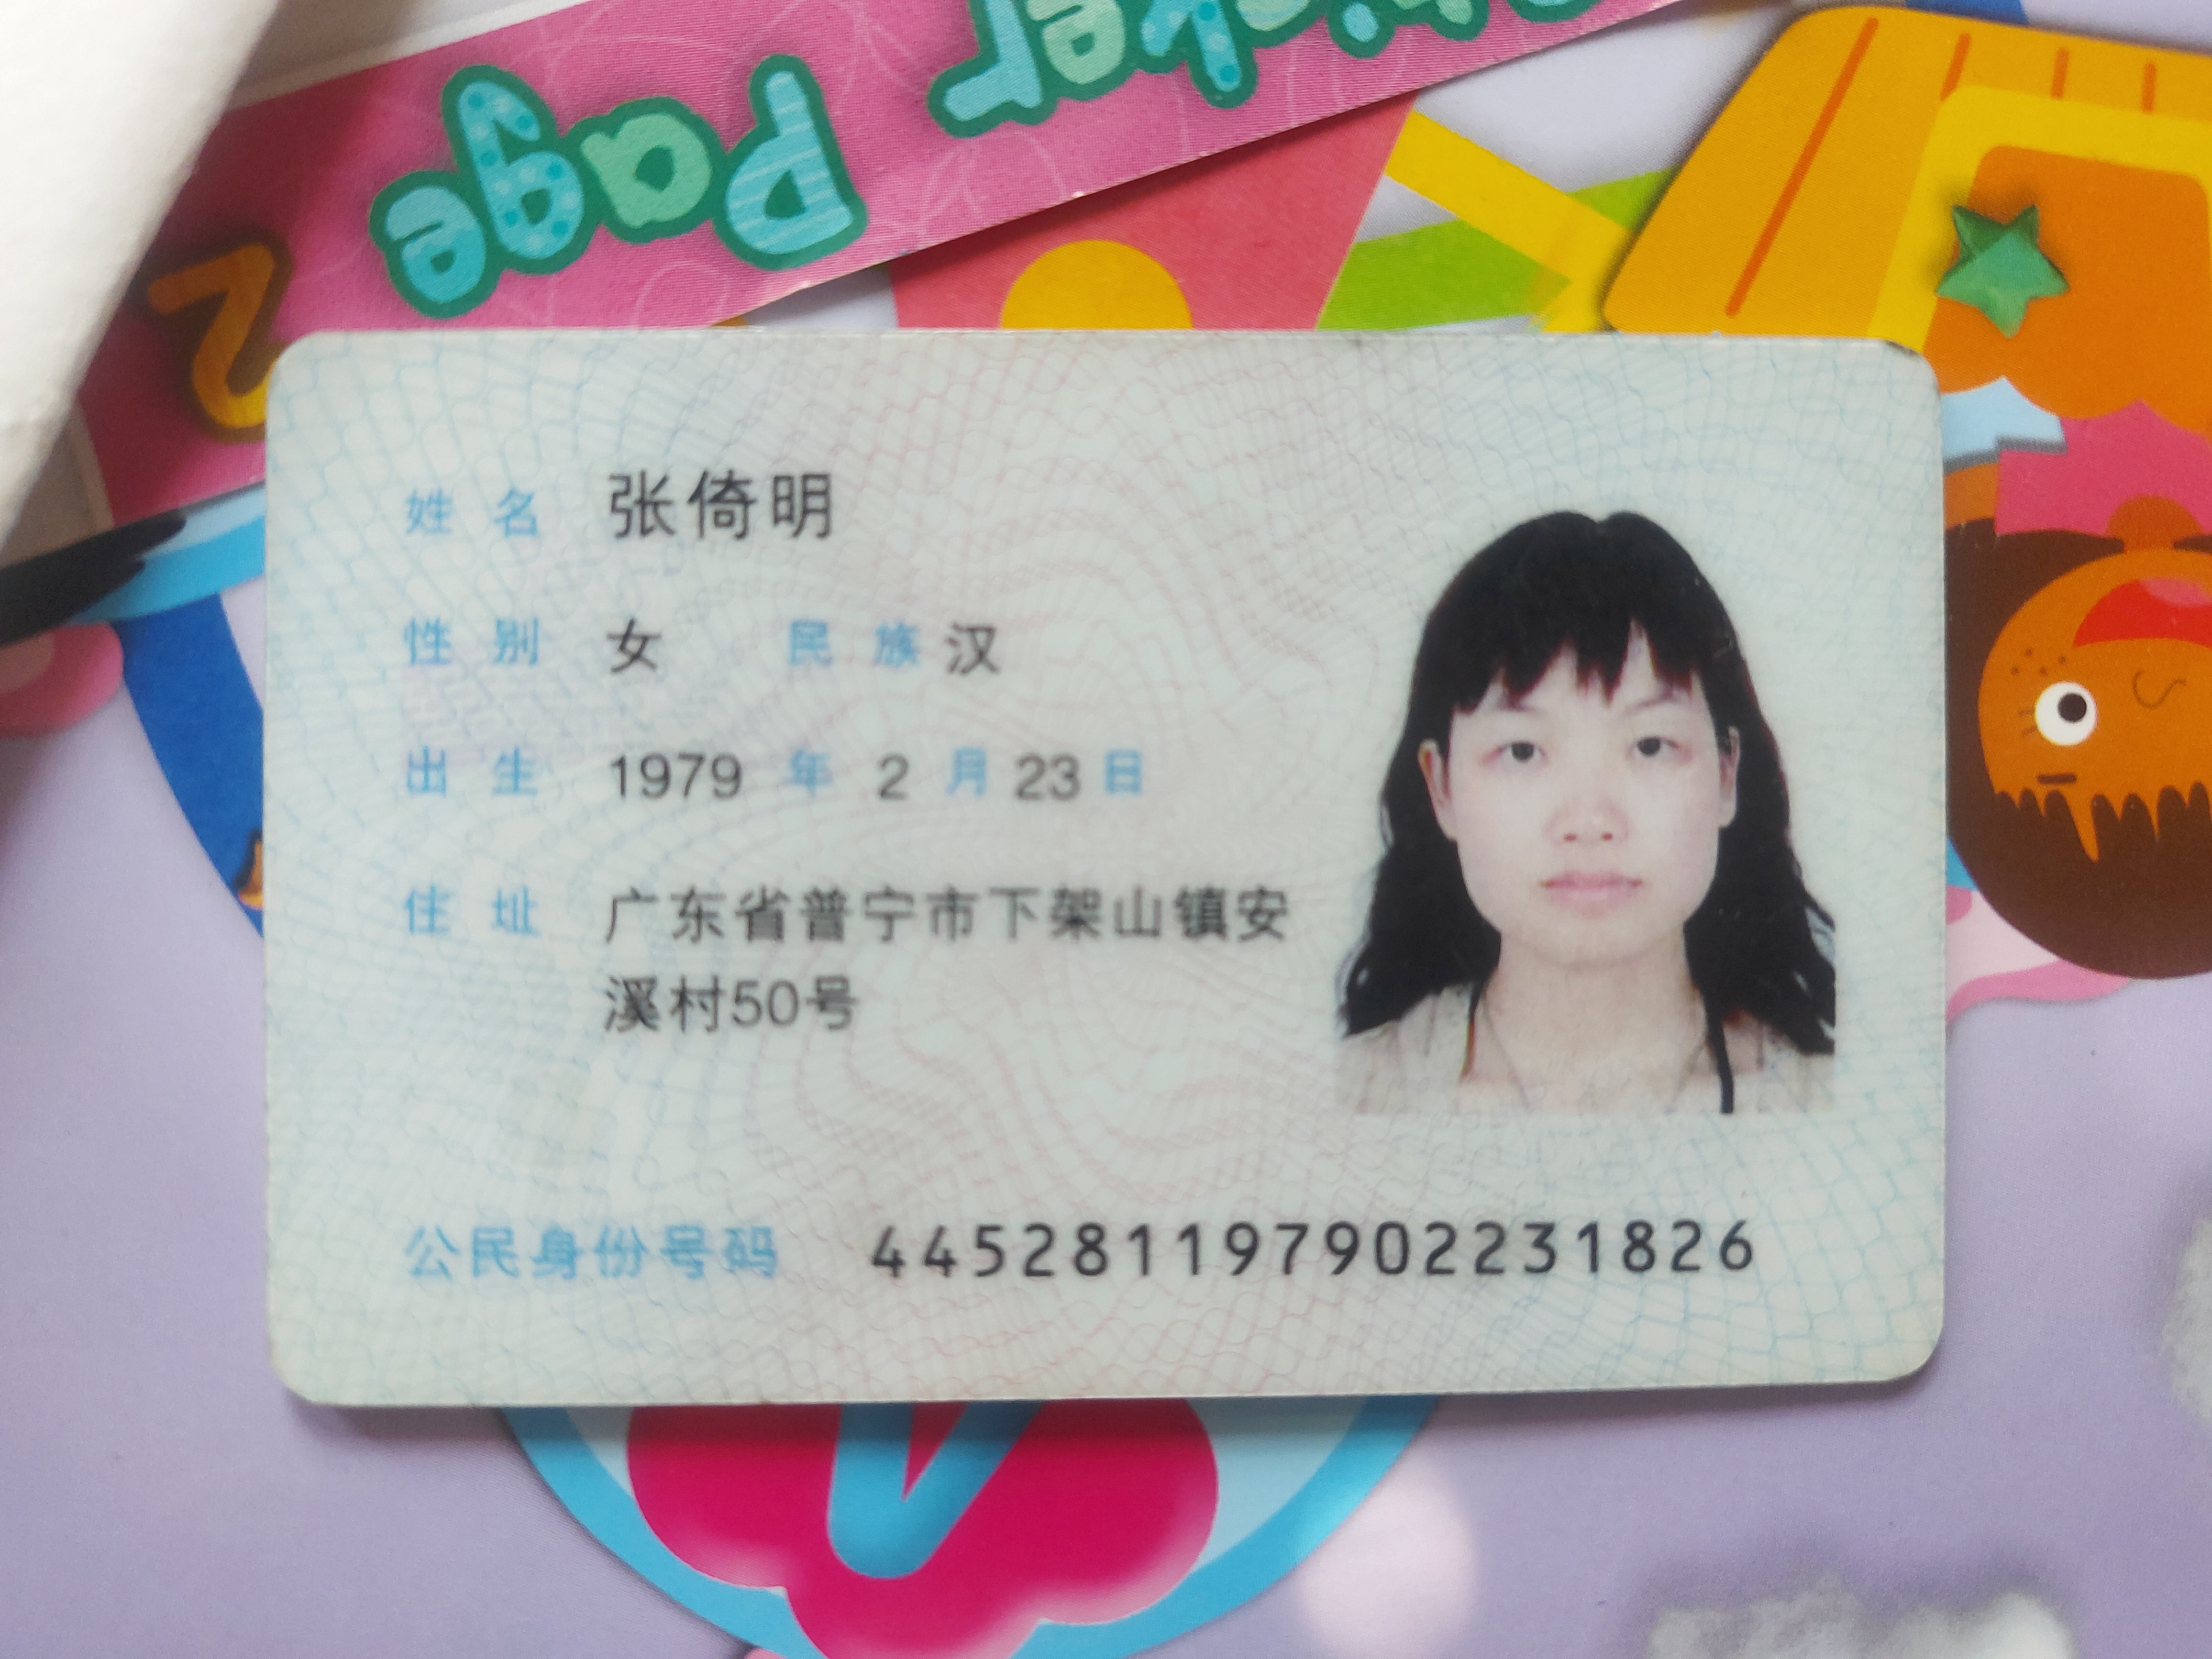 姓名 张倚明
性别 女 民族 汉
出生 1979 年 2 月 23 日
住址 广东省普宁市下架山镇安
溪村50号
公民身份号码 445281197902231826
page 2